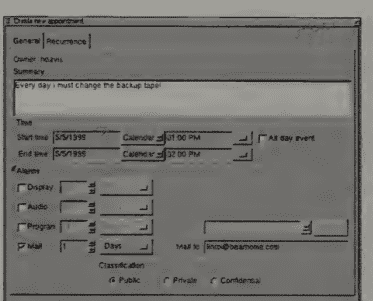 Create new appointment
General Recurrence
Owner: heavis
Summary
Every day I must change the backup tape!
Time
Start time 5/5/1999 Calendar 01:00 PM All day event
End time 5/5/1999 Calendar 02:00 PM
Alarms
Display
Audio
Program
Mail 1 Days Mail to
Classification
Public Private Confidential